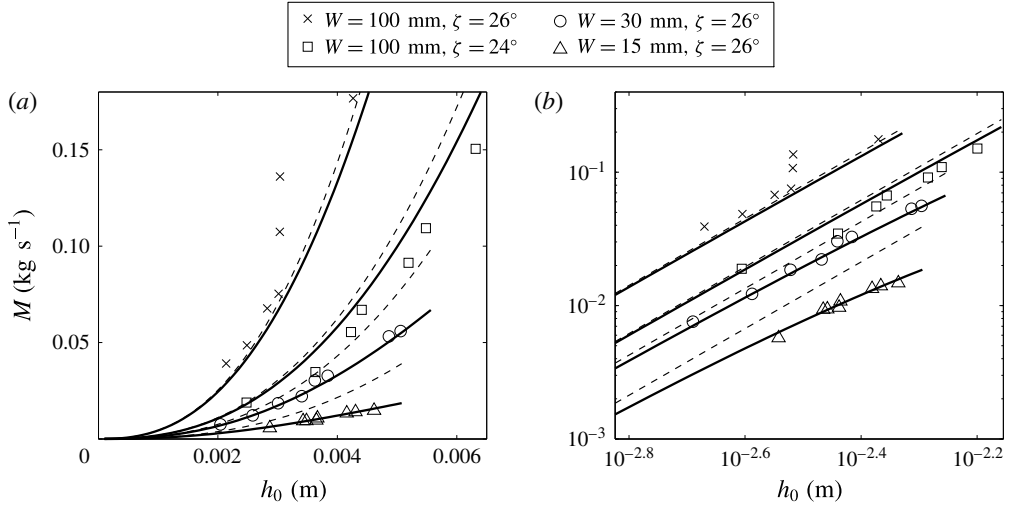 × W = 100 mm, ζ = 26° ○ W = 30 mm, ζ = 26°
□ W = 100 mm, ζ = 24° △ W = 15 mm, ζ = 26°
(a)
0.15
0.10
0.05
0
0.002
0.004
0.006
M (kg s⁻¹)
h₀ (m)
(b)
10⁻¹
10⁻²
10⁻³
10⁻²·⁸
10⁻²·⁶
10⁻²·⁴
10⁻²·²
h₀ (m)